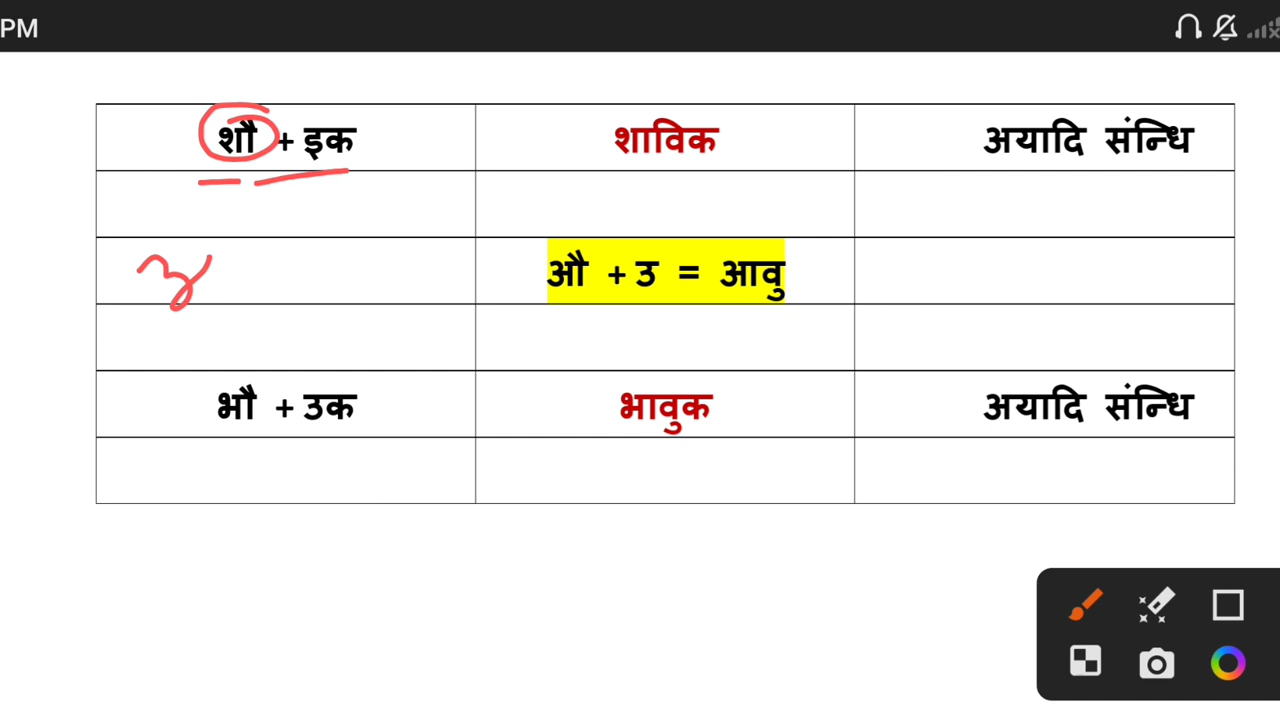 PM
शौ + इक शाविक अयादि संन्धि
औ + उ = आवु
भौ + उक भावुक अयादि संन्धि